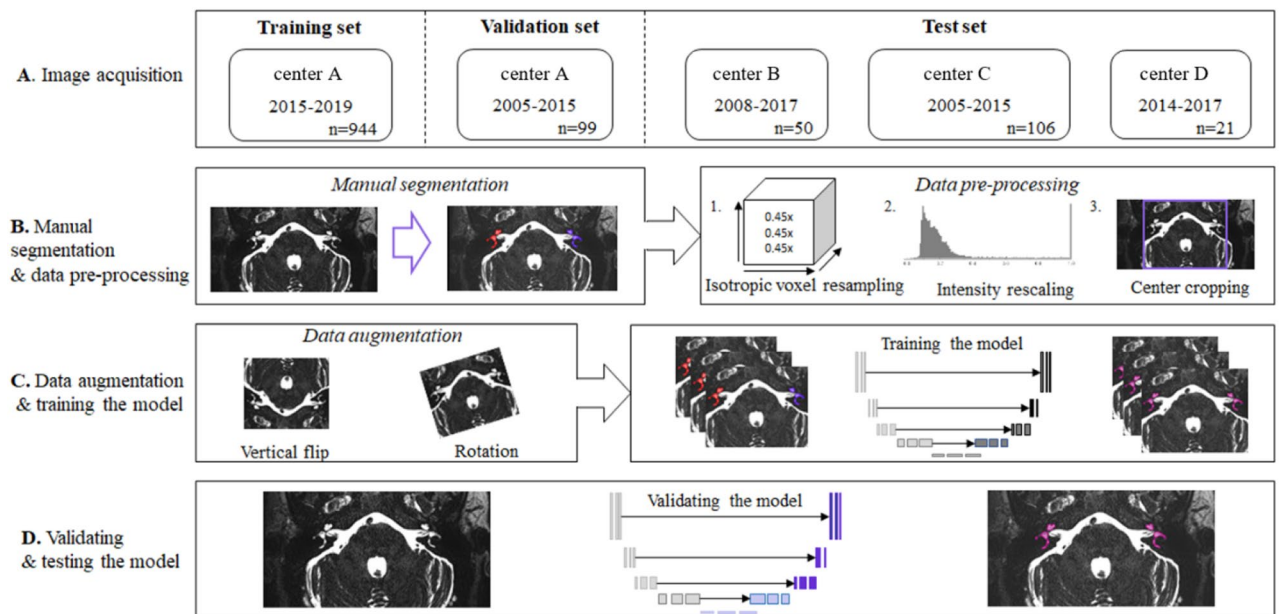 Training set
Validation set
Test set
A. Image acquisition
center A
2015-2019
n=944
center A
2005-2015
n=99
center B
2008-2017
n=50
center C
2005-2015
n=106
center D
2014-2017
n=21
B. Manual
segmentation
& data pre-processing
Manual segmentation
Data pre-processing
1.
0.45x
0.45x
0.45x
Isotropic voxel resampling
2.
Intensity rescaling
3.
Center cropping
C. Data augmentation
& training the model
Data augmentation
Vertical flip
Rotation
Training the model
D. Validating
& testing the model
Validating the model